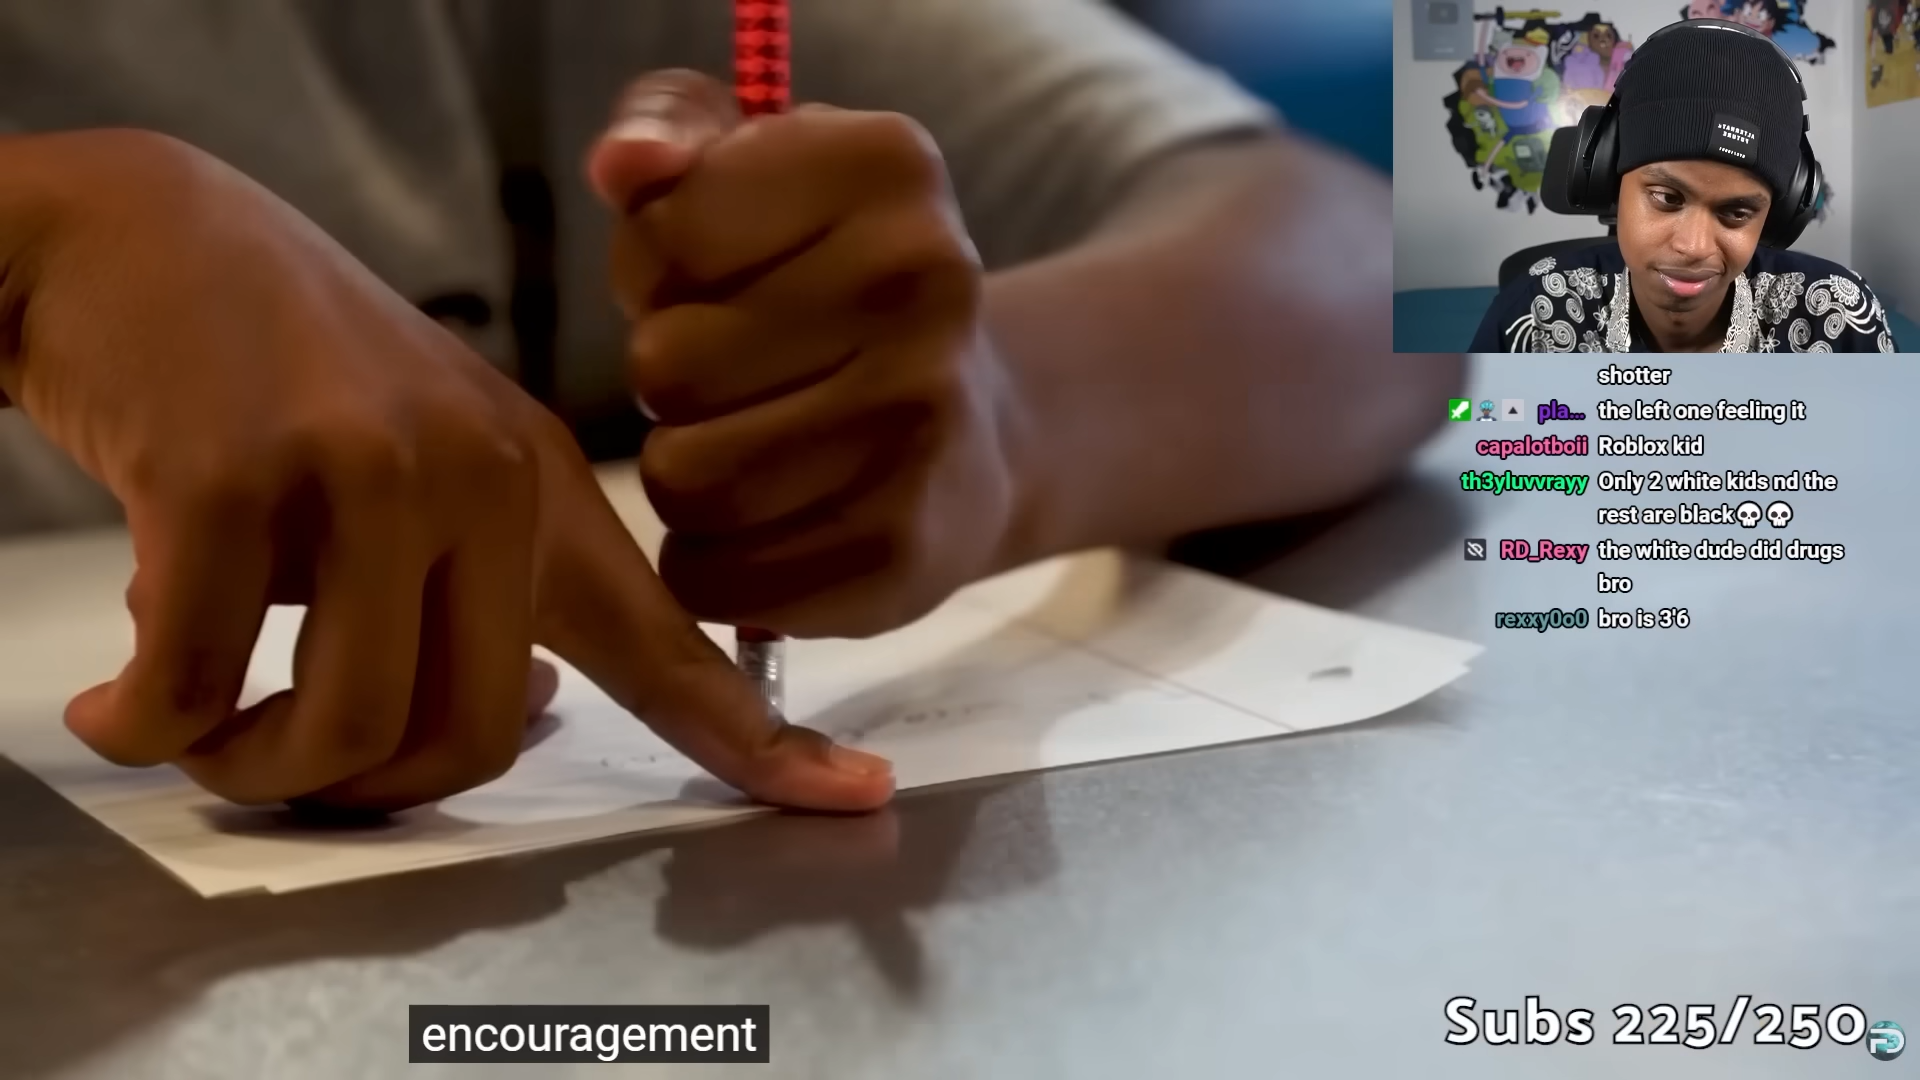 shotter
pla... the left one feeling it
capalotboii Roblox kid
th3yluvvrayy Only 2 white kids nd the
rest are black💀💀
RD_Rexy the white dude did drugs
bro
rexxy0o0 bro is 3'6
encouragement
Subs 225/250